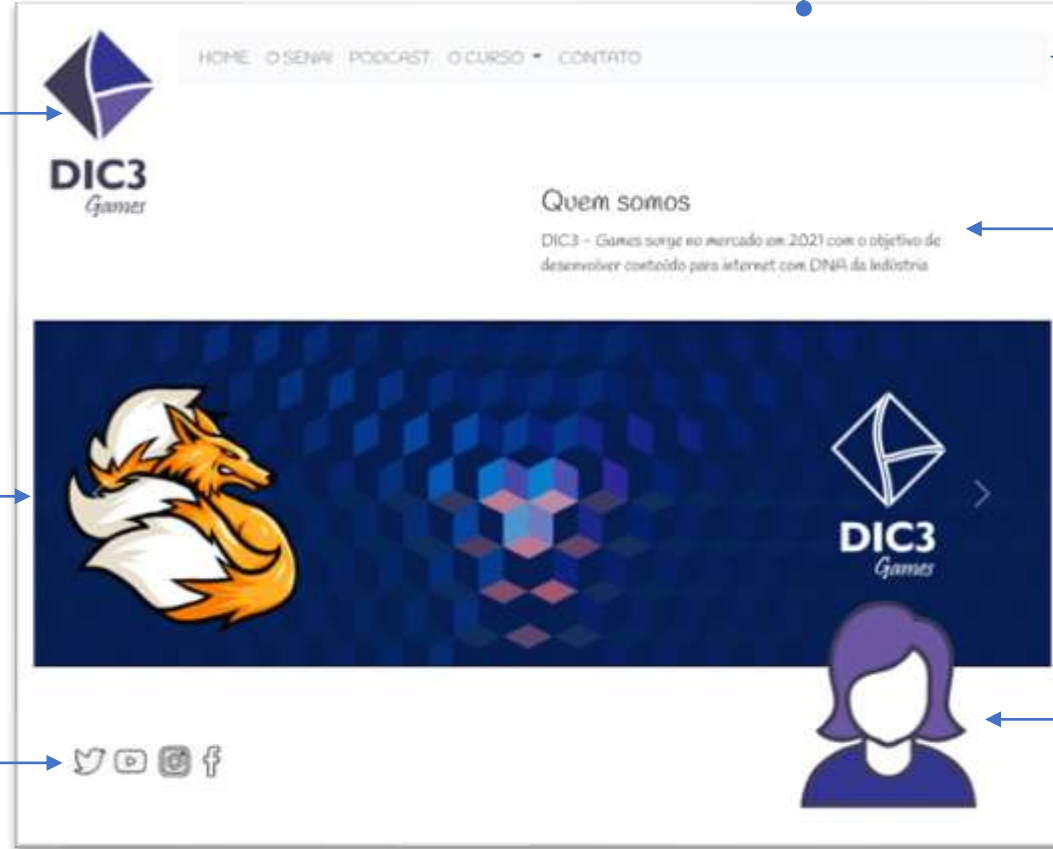 HOME O SENAI PODCAST O CURSO CONTATO
DIC3
Games
Quem somos
DIC3 - Games surge no mercado em 2021 com o objetivo de
desenvolver conteúdo para internet com DNA da Indústria
DIC3
Games